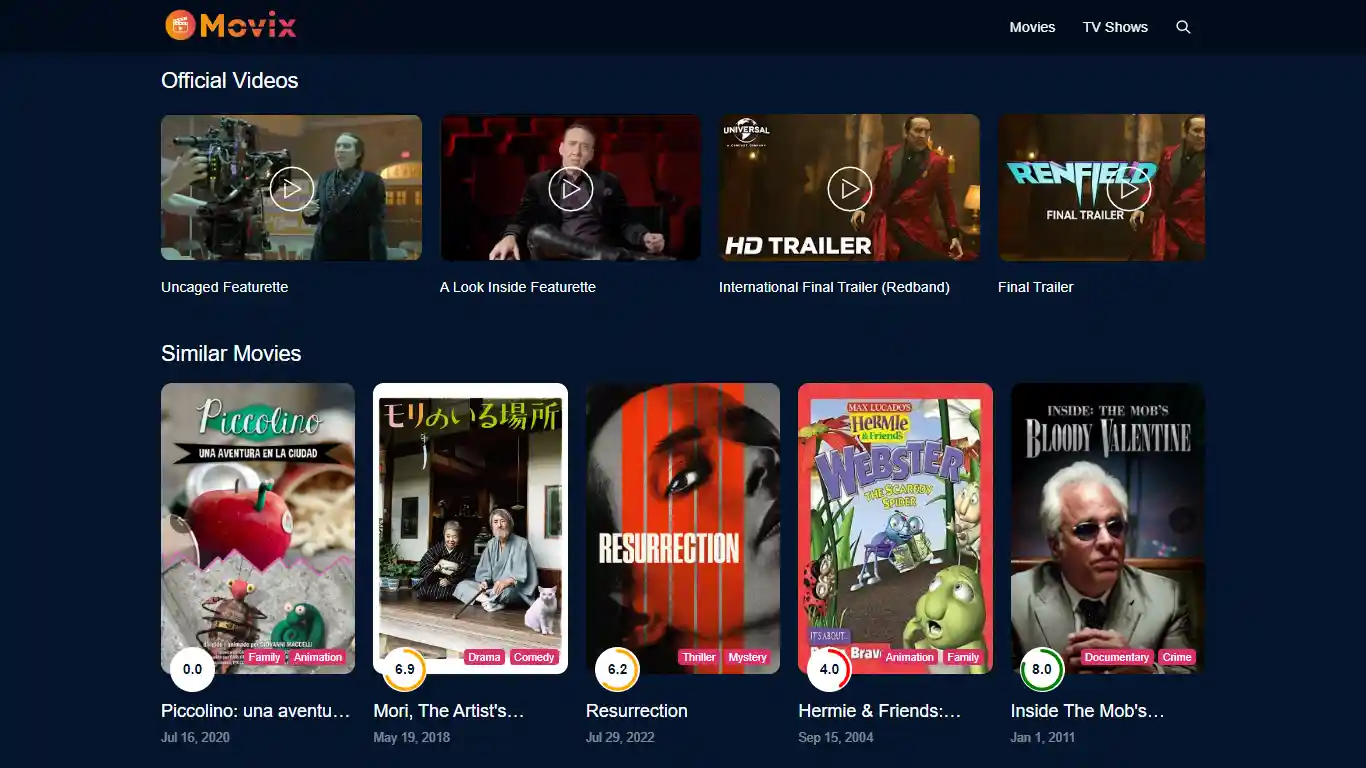 Movix
Movies
TV Shows
Official Videos
UNIVERSAL
A COMCAST COMPANY
HD TRAILER
RENFIELD
FINAL TRAILER
Uncaged Featurette
A Look Inside Featurette
International Final Trailer (Redband)
Final Trailer
Similar Movies
Piccolino
UNA AVENTURA EN LA CIUDAD
0.0
Family
Animation
モリのいる場所
6.9
Drama
Comedy
RESURRECTION
6.2
Thriller
Mystery
MAX LUCADO'S
HERMIE
& Friends
WEBSTER
THE SCAREDY
SPIDER
IT'S ABOUT...
Brave
4.0
Animation
Family
INSIDE: THE MOB'S
BLOODY VALENTINE
8.0
Documentary
Crime
Piccolino: una aventu...
Jul 16, 2020
Mori, The Artist's...
May 19, 2018
Resurrection
Jul 29, 2022
Hermie & Friends:...
Sep 15, 2004
Inside The Mob's...
Jan 1, 2011